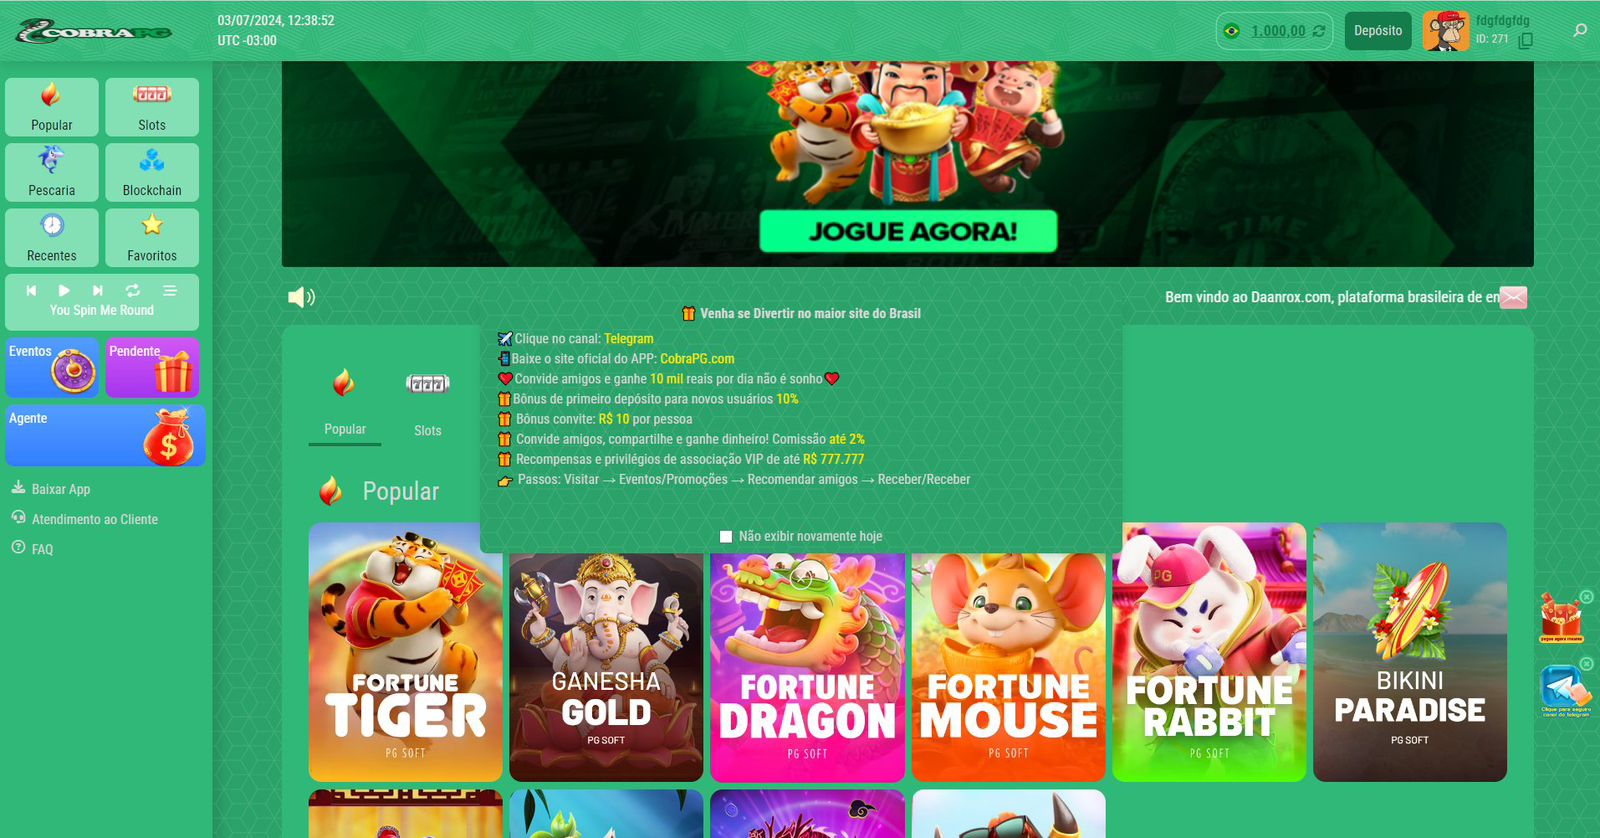 COBRAPG
03/07/2024, 12:38:52
UTC -03:00
1.000,00
Depósito
fdgfdgfdg
ID: 271
Popular
Slots
Pescaria
Blockchain
Recentes
Favoritos
You Spin Me Round
Eventos
Pendente
Agente
Baixar App
Atendimento ao Cliente
FAQ
JOGUE AGORA!
Bem vindo ao Daanrox.com, plataforma brasileira de en
Venha se Divertir no maior site do Brasil
Clique no canal: Telegram
Baixe o site oficial do APP: CobraPG.com
Convide amigos e ganhe 10 mil reais por dia não é sonho
Bônus de primeiro depósito para novos usuários 10%
Bônus convite: R$ 10 por pessoa
Convide amigos, compartilhe e ganhe dinheiro! Comissão até 2%
Recompensas e privilégios de associação VIP de até R$ 777.777
Passos: Visitar → Eventos/Promoções → Recomendar amigos → Receber/Receber
Não exibir novamente hoje
Popular
Slots
Popular
FORTUNE
TIGER
PG SOFT
GANESHA
GOLD
PG SOFT
FORTUNE
DRAGON
PG SOFT
FORTUNE
MOUSE
PG SOFT
PG
FORTUNE
RABBIT
PG SOFT
BIKINI
PARADISE
PG SOFT
Clique para seguir o
canal do telegram